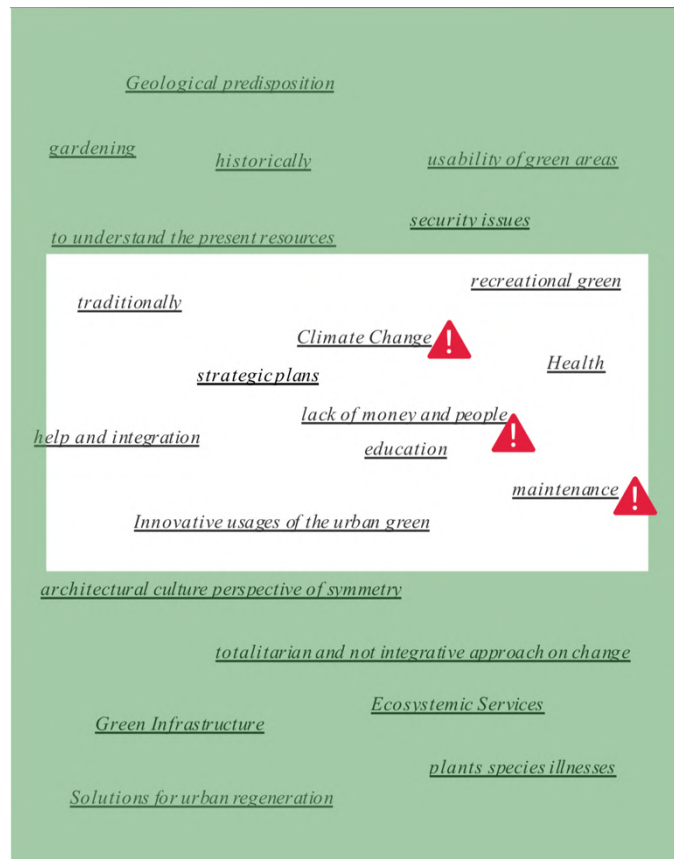 Geological predisposition
gardening
historically
usability of green areas
security issues
to understand the present resources
recreational green
traditionally
Climate Change
Health
strategic plans
lack of money and people
help and integration
education
maintenance
Innovative usages of the urban green
architectural culture perspective of symmetry
totalitarian and not integrative approach on change
Ecosystemic Services
Green Infrastructure
plants species illnesses
Solutions for urban regeneration